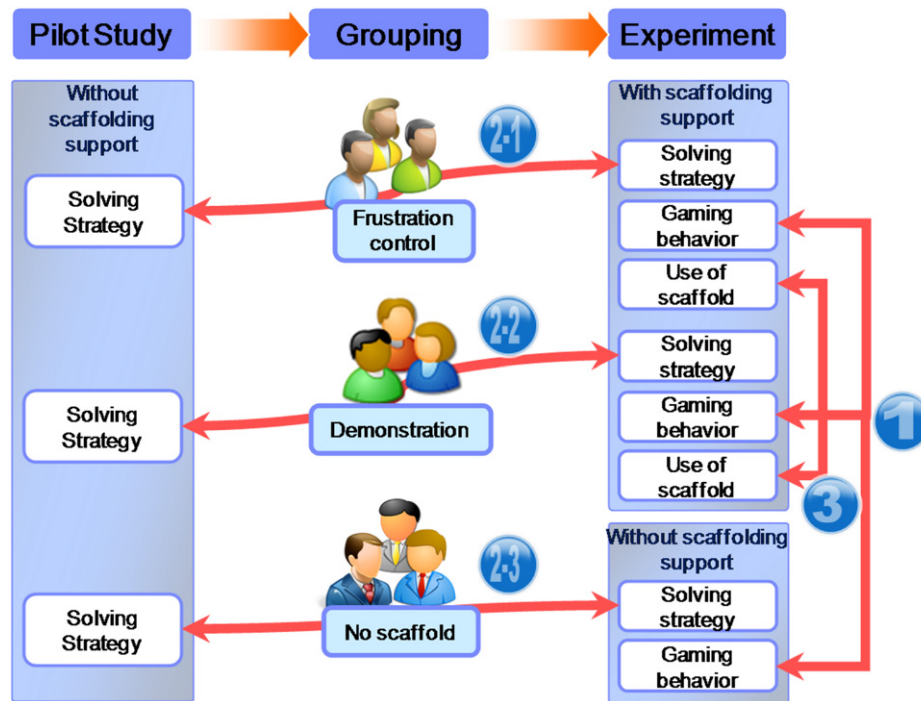 Pilot Study
Grouping
Experiment
Without
scaffolding
support
Solving
Strategy
Solving
Strategy
Solving
Strategy
2-1
Frustration
control
2-2
Demonstration
2-3
No scaffold
With scaffolding
support
Solving
strategy
Gaming
behavior
Use of
scaffold
Solving
strategy
Gaming
behavior
Use of
scaffold
Without scaffolding
support
Solving
strategy
Gaming
behavior
1
3